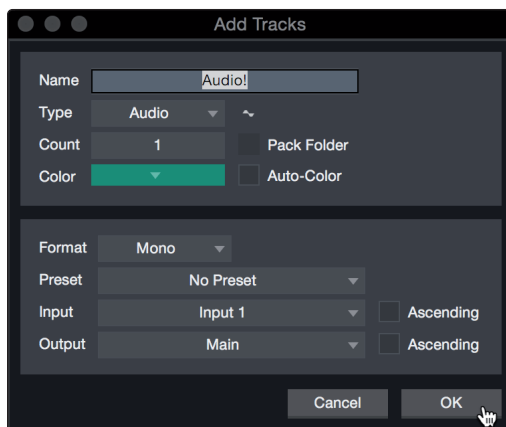 Add Tracks
Name Audio!
Type Audio
Count 1 Pack Folder
Color Auto-Color
Format Mono
Preset No Preset
Input Input 1 Ascending
Output Main Ascending
Cancel OK